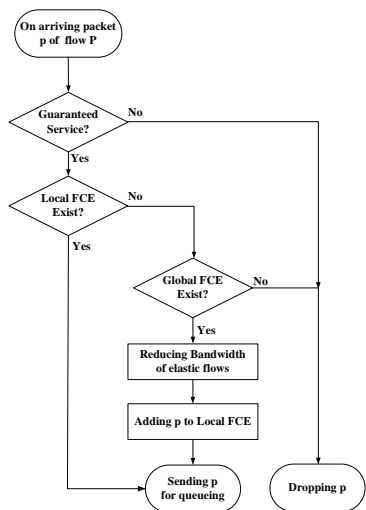 On arriving packet
p of flow P
Guaranteed
Service?
No
Yes
Local FCE
Exist?
No
Yes
Global FCE
Exist?
No
Yes
Reducing Bandwidth
of elastic flows
Adding p to Local FCE
Sending p
for queueing
Dropping p